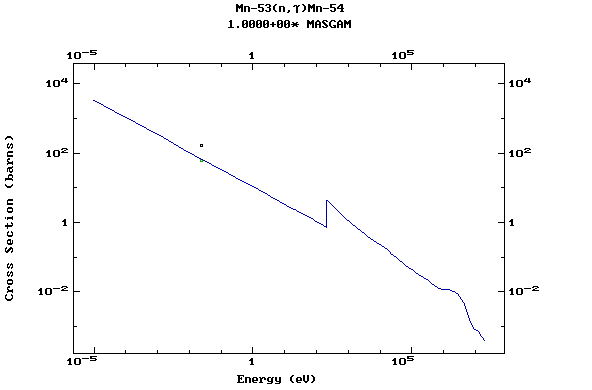 Mn-53(n,γ)Mn-54
1.0000+00* MASGAM
10⁻⁵ 1 10⁵
10⁴ 10⁴
10² 10²
1 1
10⁻² 10⁻²
10⁻⁵ 1 10⁵
Cross Section (barns)
Energy (eV)